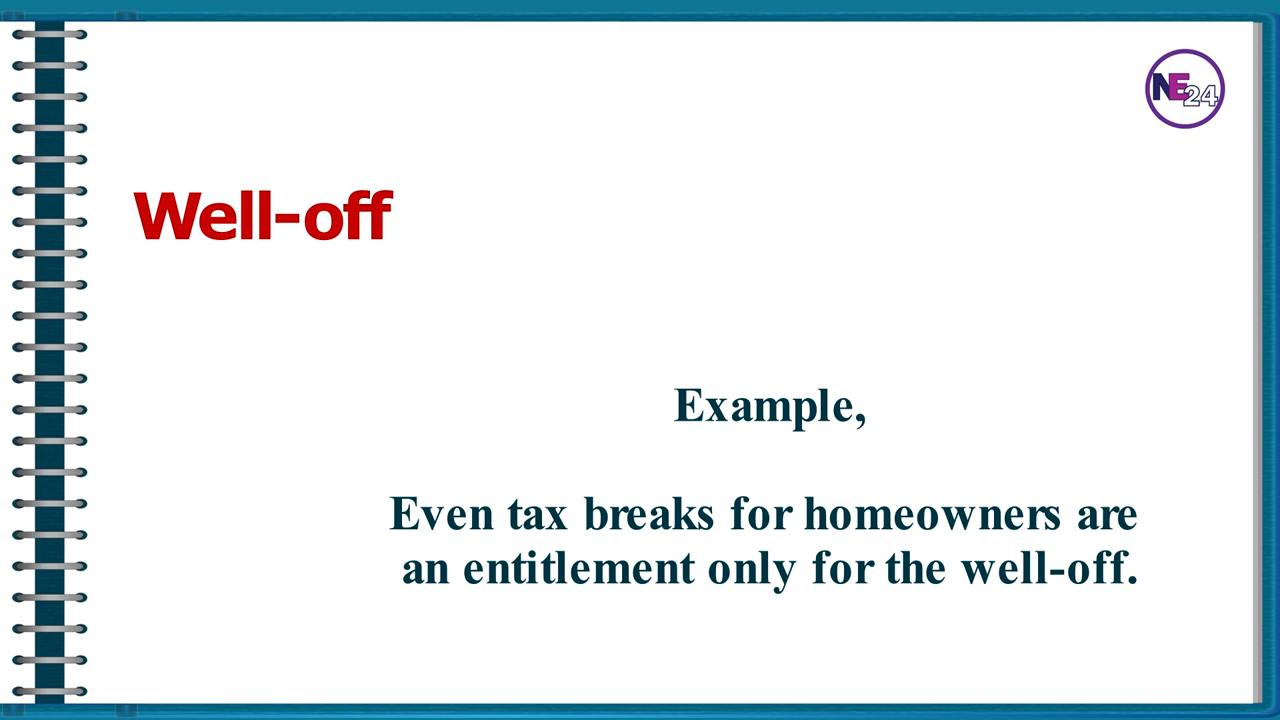 NE24
Well-off
Example,
Even tax breaks for homeowners are
an entitlement only for the well-off.